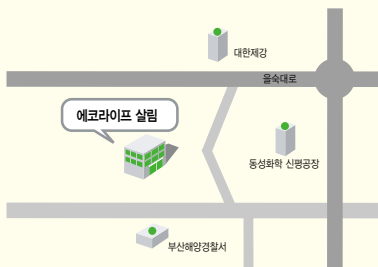 대한제강
을숙대로
에코라이프 살림
동성화학 신평공장
부산해양경찰서